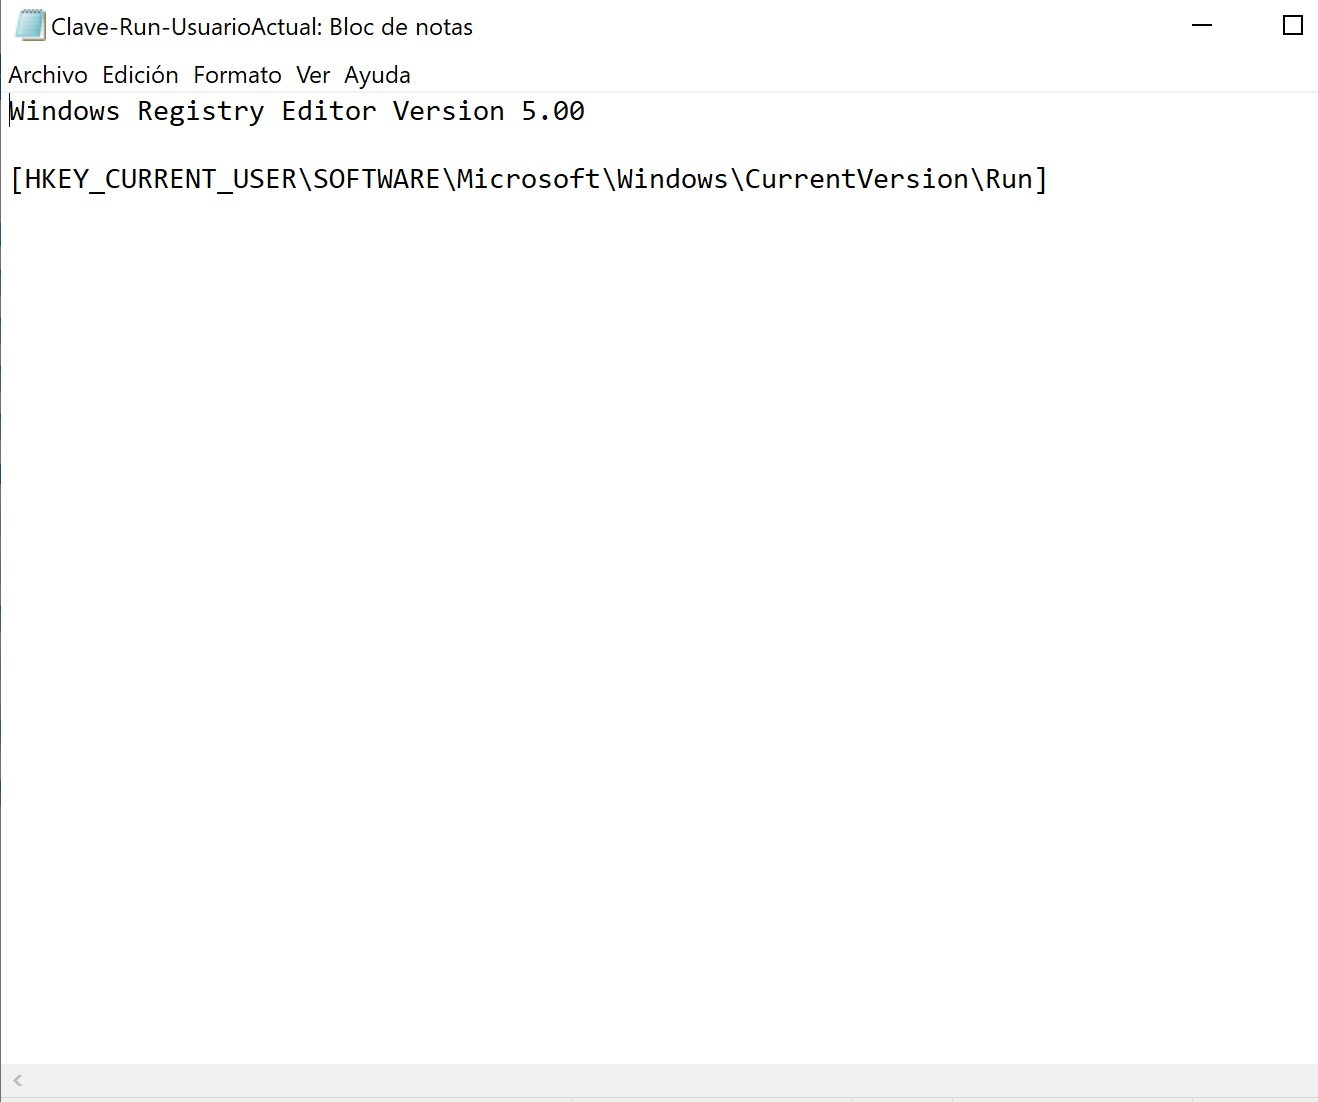 Clave-Run-UsuarioActual: Bloc de notas
Archivo Edición Formato Ver Ayuda
Windows Registry Editor Version 5.00
[HKEY_CURRENT_USER\SOFTWARE\Microsoft\Windows\CurrentVersion\Run]